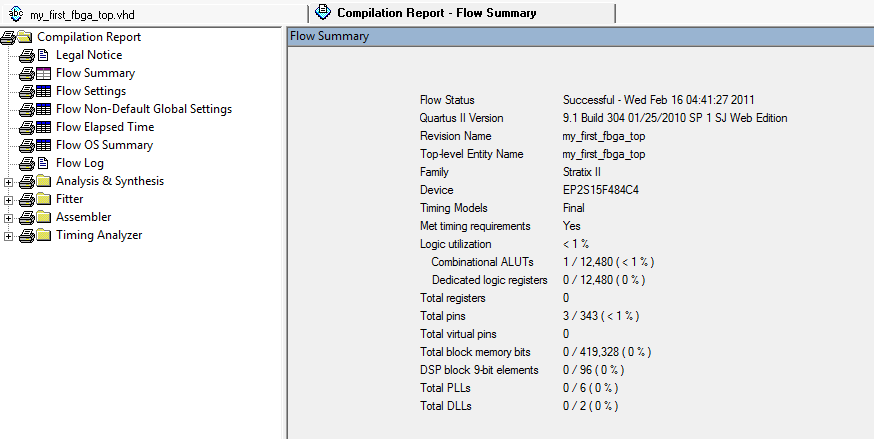 my_first_fbga_top.vhd
Compilation Report - Flow Summary
Compilation Report
Legal Notice
Flow Summary
Flow Settings
Flow Non-Default Global Settings
Flow Elapsed Time
Flow OS Summary
Flow Log
Analysis & Synthesis
Fitter
Assembler
Timing Analyzer
Flow Summary
Flow Status Successful - Wed Feb 16 04:41:27 2011
Quartus II Version 9.1 Build 304 01/25/2010 SP 1 SJ Web Edition
Revision Name my_first_fbga_top
Top-level Entity Name my_first_fbga_top
Family Stratix II
Device EP2S15F484C4
Timing Models Final
Met timing requirements Yes
Logic utilization < 1 %
Combinational ALUTs 1 / 12,480 ( < 1 % )
Dedicated logic registers 0 / 12,480 ( 0 % )
Total registers 0
Total pins 3 / 343 ( < 1 % )
Total virtual pins 0
Total block memory bits 0 / 419,328 ( 0 % )
DSP block 9-bit elements 0 / 96 ( 0 % )
Total PLLs 0 / 6 ( 0 % )
Total DLLs 0 / 2 ( 0 % )